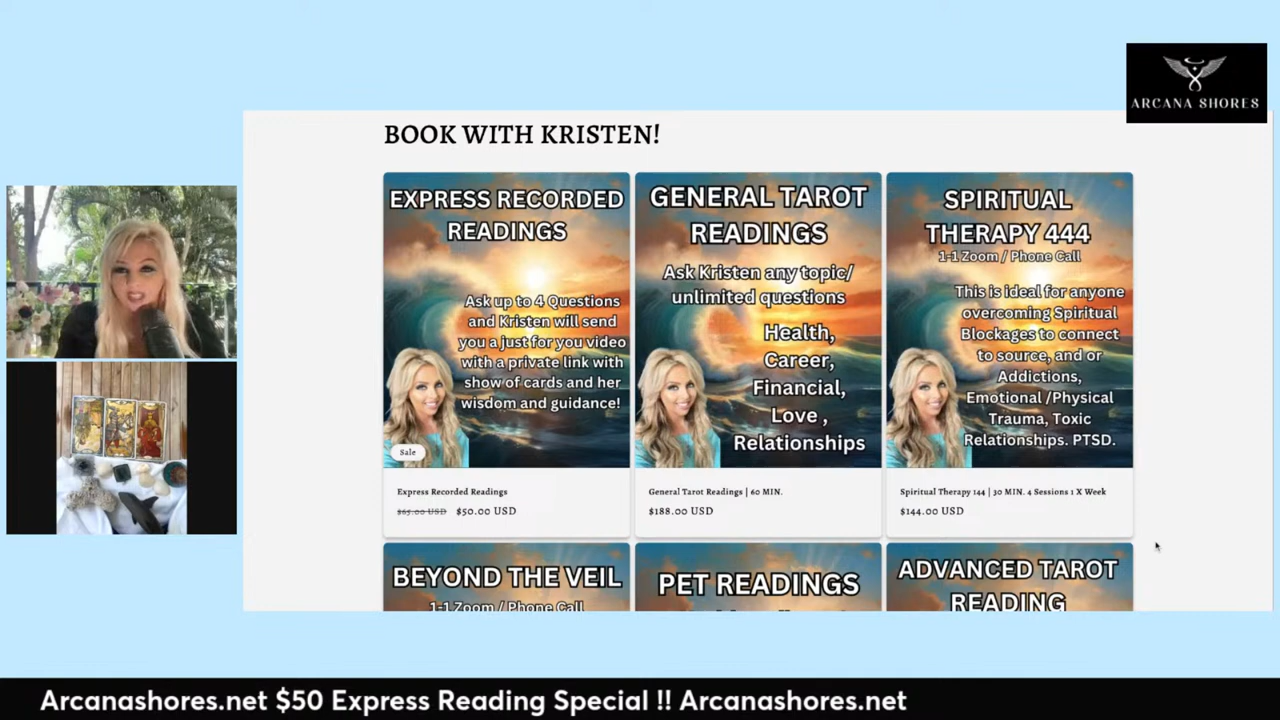 ARCANA SHORES
BOOK WITH KRISTEN!
EXPRESS RECORDED
READINGS
Ask up to 4 Questions
and Kristen will send
you a just for you video
with a private link with
show of cards and her
wisdom and guidance!
Sale
Express Recorded Readings
$65.00 USD $50.00 USD
GENERAL TAROT
READINGS
Ask Kristen any topic/
unlimited questions
Health,
Career,
Financial,
Love ,
Relationships
General Tarot Readings | 60 MIN.
$188.00 USD
SPIRITUAL
THERAPY 444
1-1 Zoom / Phone Call
This is ideal for anyone
overcoming Spiritual
Blockages to connect
to source, and or
Addictions,
Emotional /Physical
Trauma, Toxic
Relationships. PTSD.
Spiritual Therapy 144 | 30 MIN. 4 Sessions 1 X Week
$144.00 USD
BEYOND THE VEIL
1-1 Zoom / Phone Call
PET READINGS
ADVANCED TAROT
READING
Arcanashores.net $50 Express Reading Special !! Arcanashores.net